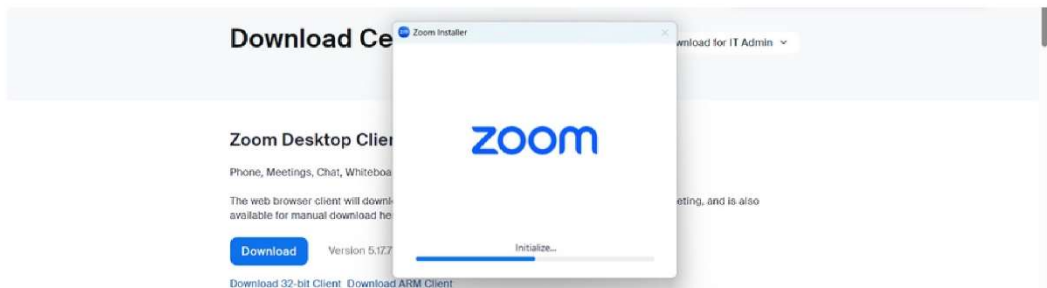 Download Ce
Zoom Installer
wnload for IT Admin
zoom
Zoom Desktop Clien
Phone, Meetings, Chat, Whiteboa
The web browser client will downl
eting, and is also
available for manual download he
Initialize...
Download
Version 5.17.7
Download 32-bit Client Download ARM Client